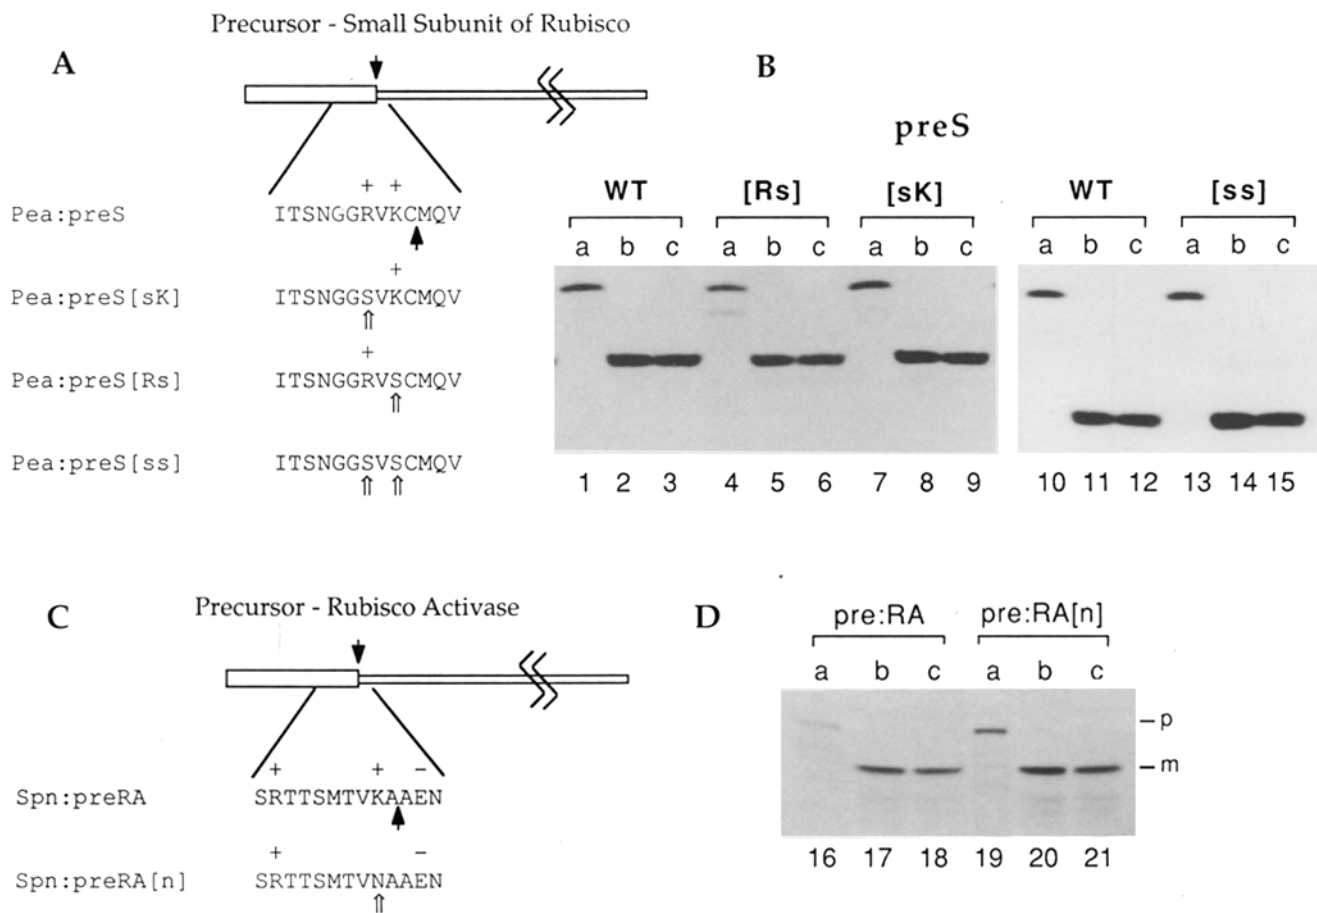 A
Precursor - Small Subunit of Rubisco
+ +
Pea:preS ITSNGGRVKCMQV
+
Pea:preS[sK] ITSNGGSVKCMQV
+
Pea:preS[Rs] ITSNGGRVSCMQV
Pea:preS[ss] ITSNGGSVSCMQV
B
preS
WT [Rs] [sK] WT [ss]
a b c a b c a b c a b c a b c
1 2 3 4 5 6 7 8 9 10 11 12 13 14 15
C
Precursor - Rubisco Activase
+ + −
Spn:preRA SRTTSMTVKAAEN
+ −
Spn:preRA[n] SRTTSMTVNAAEN
D
pre:RA pre:RA[n]
a b c a b c
– p
– m
16 17 18 19 20 21